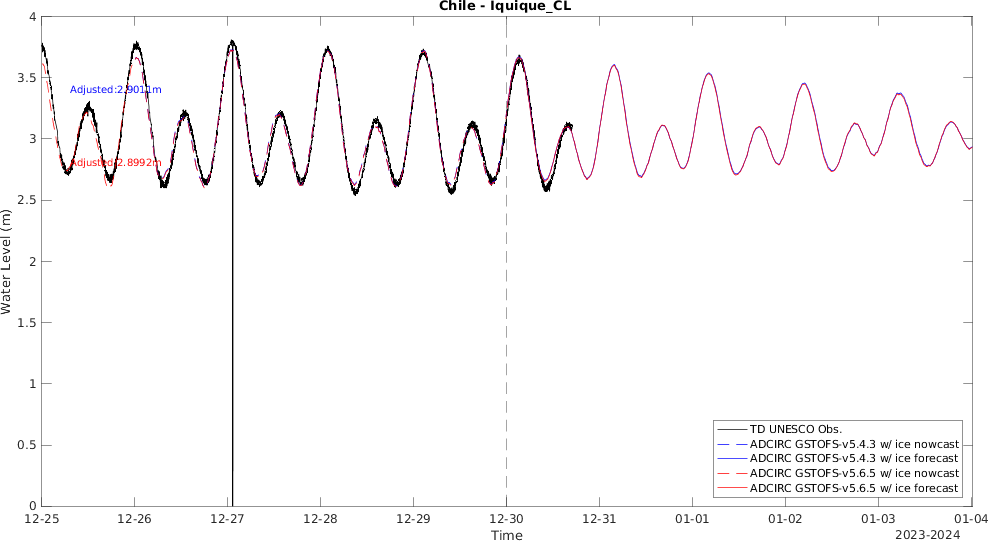 Chile - Iquique_CL
4
3.5
3
2.5
2
1.5
1
0.5
0
Water Level (m)
Adjusted:2.9011m
Adjusted:2.8992m
TD UNESCO Obs.
ADCIRC GSTOFS-v5.4.3 w/ ice nowcast
ADCIRC GSTOFS-v5.4.3 w/ ice forecast
ADCIRC GSTOFS-v5.6.5 w/ ice nowcast
ADCIRC GSTOFS-v5.6.5 w/ ice forecast
12-25 12-26 12-27 12-28 12-29 12-30 12-31 01-01 01-02 01-03 01-04
Time
2023-2024